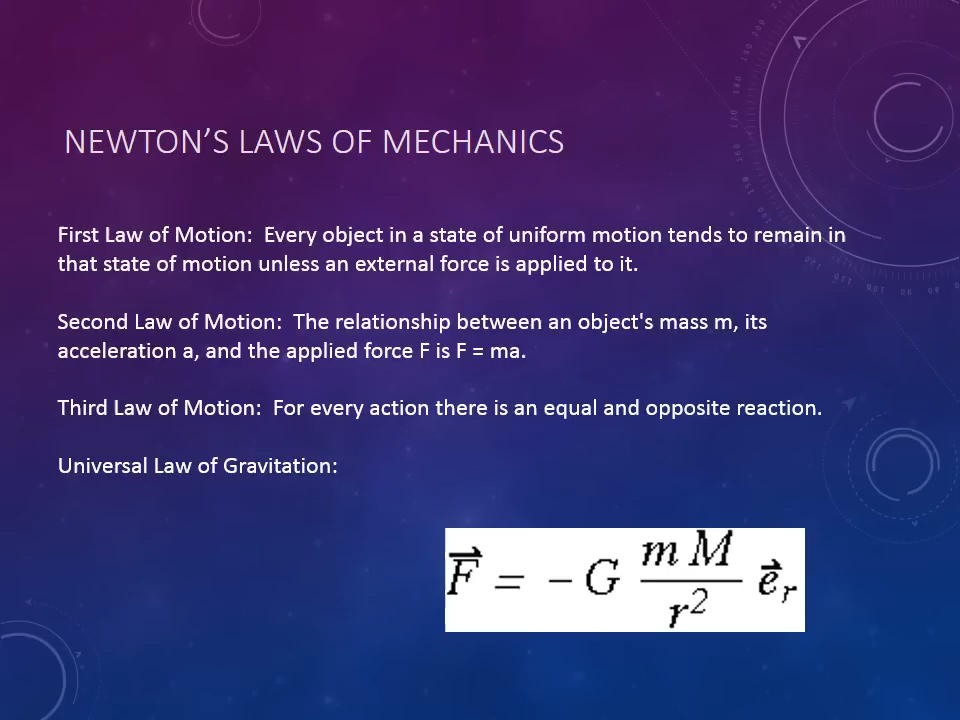 NEWTON’S LAWS OF MECHANICS
First Law of Motion:  Every object in a state of uniform motion tends to remain in
that state of motion unless an external force is applied to it.
Second Law of Motion:  The relationship between an object's mass m, its
acceleration a, and the applied force F is F = ma.
Third Law of Motion:  For every action there is an equal and opposite reaction.
Universal Law of Gravitation:
F⃗ = − G (m M / r²) e⃗ᵣ